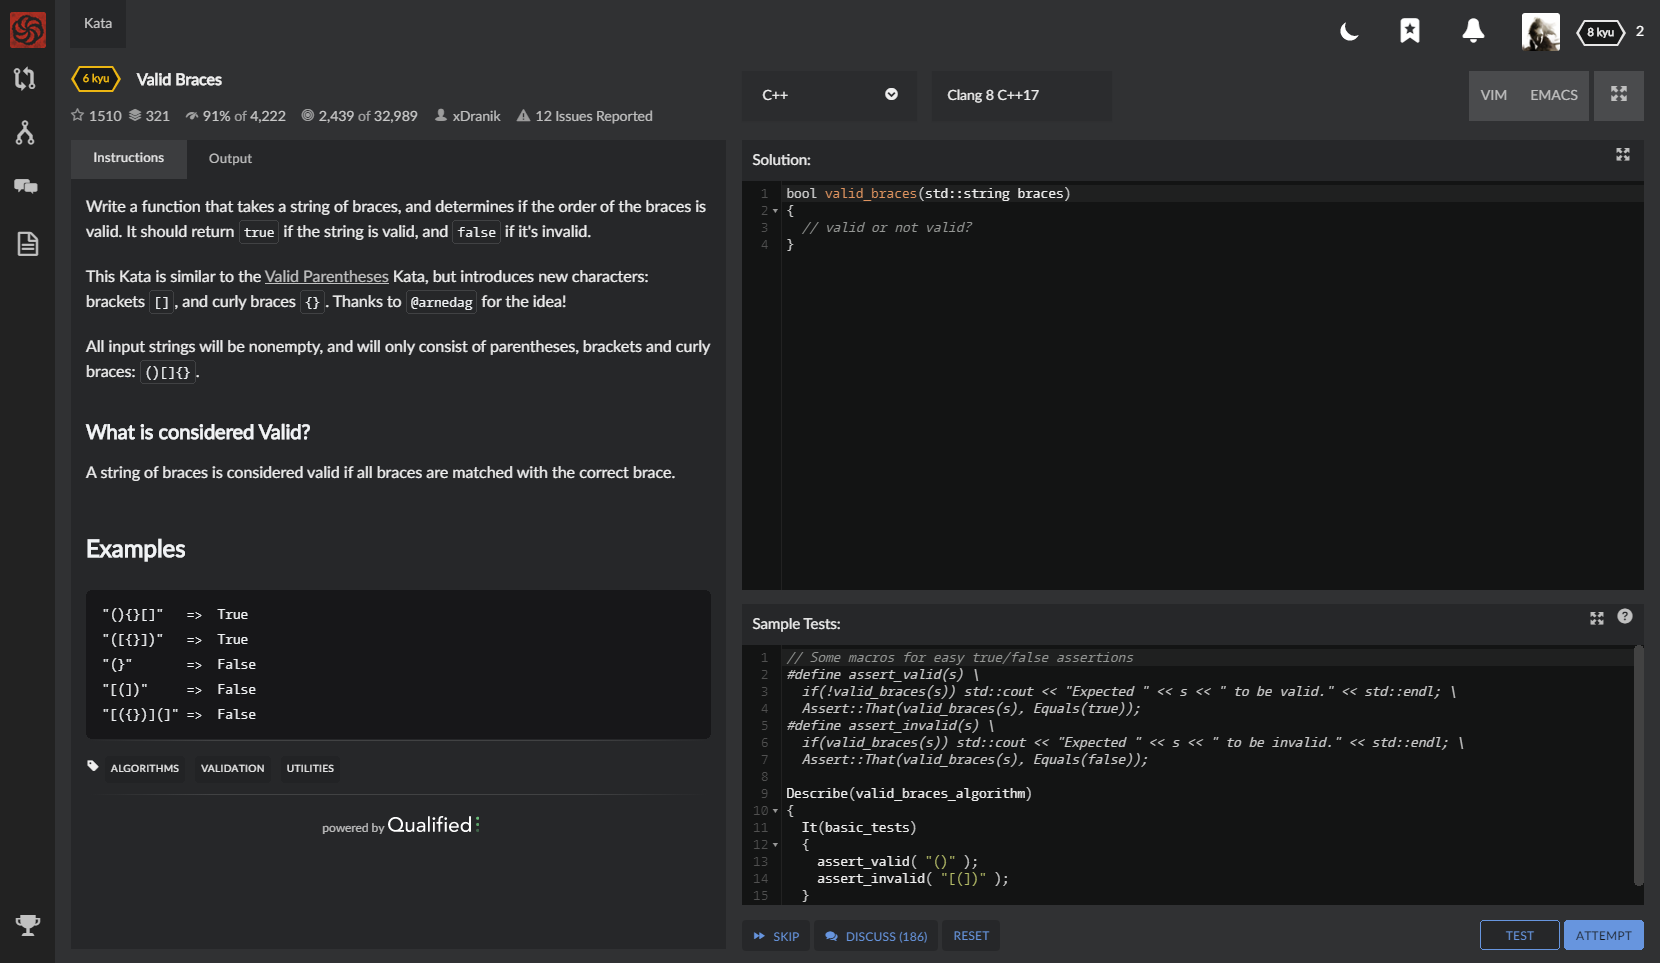 Kata
8 kyu 2
6 kyu Valid Braces
1510 321 91% of 4,222 2,439 of 32,989 xDranik 12 Issues Reported
C++ Clang 8 C++17 VIM EMACS
Instructions Output
Write a function that takes a string of braces, and determines if the order of the braces is
valid. It should return true if the string is valid, and false if it's invalid.
This Kata is similar to the Valid Parentheses Kata, but introduces new characters:
brackets [], and curly braces {}. Thanks to @arnedag for the idea!
All input strings will be nonempty, and will only consist of parentheses, brackets and curly
braces: ()[]{}.
What is considered Valid?
A string of braces is considered valid if all braces are matched with the correct brace.
Examples
"(){}[]" => True
"([{}])" => True
"(}" => False
"[(])" => False
"[({})](]" => False
ALGORITHMS VALIDATION UTILITIES
powered by Qualified
Solution:
1 bool valid_braces(std::string braces)
2 {
3 // valid or not valid?
4 }
Sample Tests:
1 // Some macros for easy true/false assertions
2 #define assert_valid(s) \
3 if(!valid_braces(s)) std::cout << "Expected " << s << " to be valid." << std::endl; \
4 Assert::That(valid_braces(s), Equals(true));
5 #define assert_invalid(s) \
6 if(valid_braces(s)) std::cout << "Expected " << s << " to be invalid." << std::endl; \
7 Assert::That(valid_braces(s), Equals(false));
8
9 Describe(valid_braces_algorithm)
10 {
11 It(basic_tests)
12 {
13 assert_valid( "()" );
14 assert_invalid( "[(])" );
15 }
SKIP DISCUSS (186) RESET TEST ATTEMPT